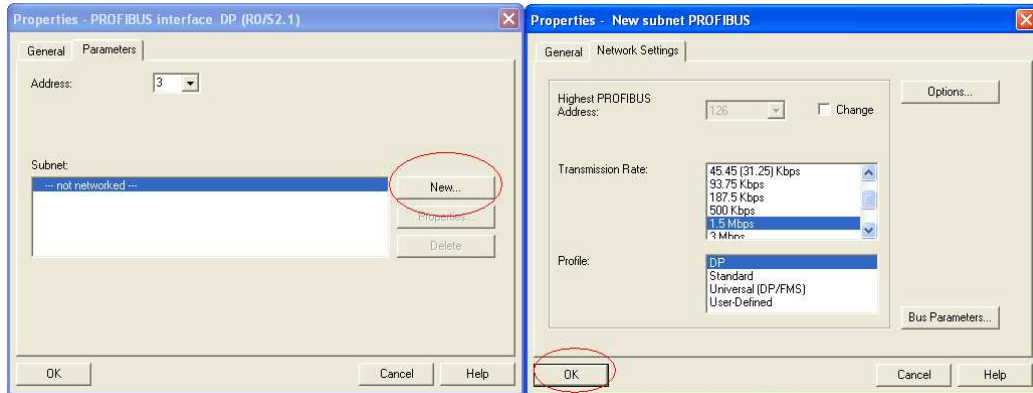 Properties - PROFIBUS interface DP (R0/S2.1)
General Parameters
Address: 3
Subnet:
--- not networked ---
New...
Properties...
Delete
OK Cancel Help
Properties - New subnet PROFIBUS
General Network Settings
Highest PROFIBUS
Address: 126 Change
Options...
Transmission Rate:
45.45 (31.25) Kbps
93.75 Kbps
187.5 Kbps
500 Kbps
1.5 Mbps
3 Mbps
Profile:
DP
Standard
Universal (DP/FMS)
User-Defined
Bus Parameters...
OK Cancel Help